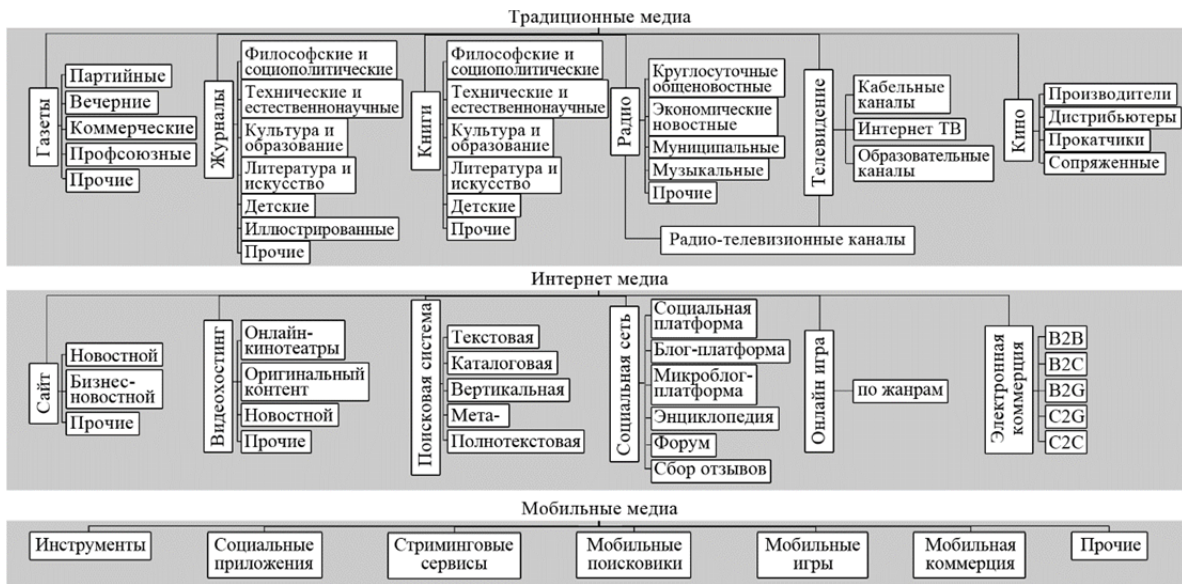 Традиционные медиа
Газеты
Партийные
Вечерние
Коммерческие
Профсоюзные
Прочие
Журналы
Философские и
социополитические
Технические и
естественнонаучные
Культура и
образование
Литература и
искусство
Детские
Иллюстрированные
Прочие
Книги
Философские и
социополитические
Технические и
естественнонаучные
Культура и
образование
Литература и
искусство
Детские
Прочие
Радио
Круглосуточные
общеновостные
Экономические
новостные
Муниципальные
Музыкальные
Прочие
Телевидение
Кабельные
каналы
Интернет ТВ
Образовательные
каналы
Радио-телевизионные каналы
Кино
Производители
Дистрибьютеры
Прокатчики
Сопряженные
Интернет медиа
Сайт
Новостной
Бизнес-
новостной
Прочие
Видеохостинг
Онлайн-
кинотеатры
Оригинальный
контент
Новостной
Прочие
Поисковая система
Текстовая
Каталоговая
Вертикальная
Мета-
Полнотекстовая
Социальная сеть
Социальная
платформа
Блог-платформа
Микроблог-
платформа
Энциклопедия
Форум
Сбор отзывов
Онлайн игра
по жанрам
Электронная
коммерция
B2B
B2C
B2G
C2G
C2C
Мобильные медиа
Инструменты
Социальные
приложения
Стриминговые
сервисы
Мобильные
поисковики
Мобильные
игры
Мобильная
коммерция
Прочие